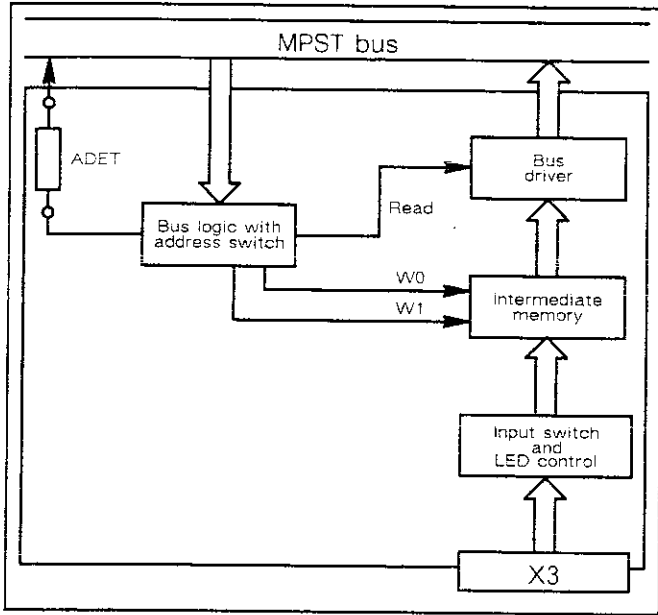 MPST bus
ADET
Bus
driver
Read
Bus logic with
address switch
W0
W1
Intermediate
memory
Input switch
and
LED control
X3